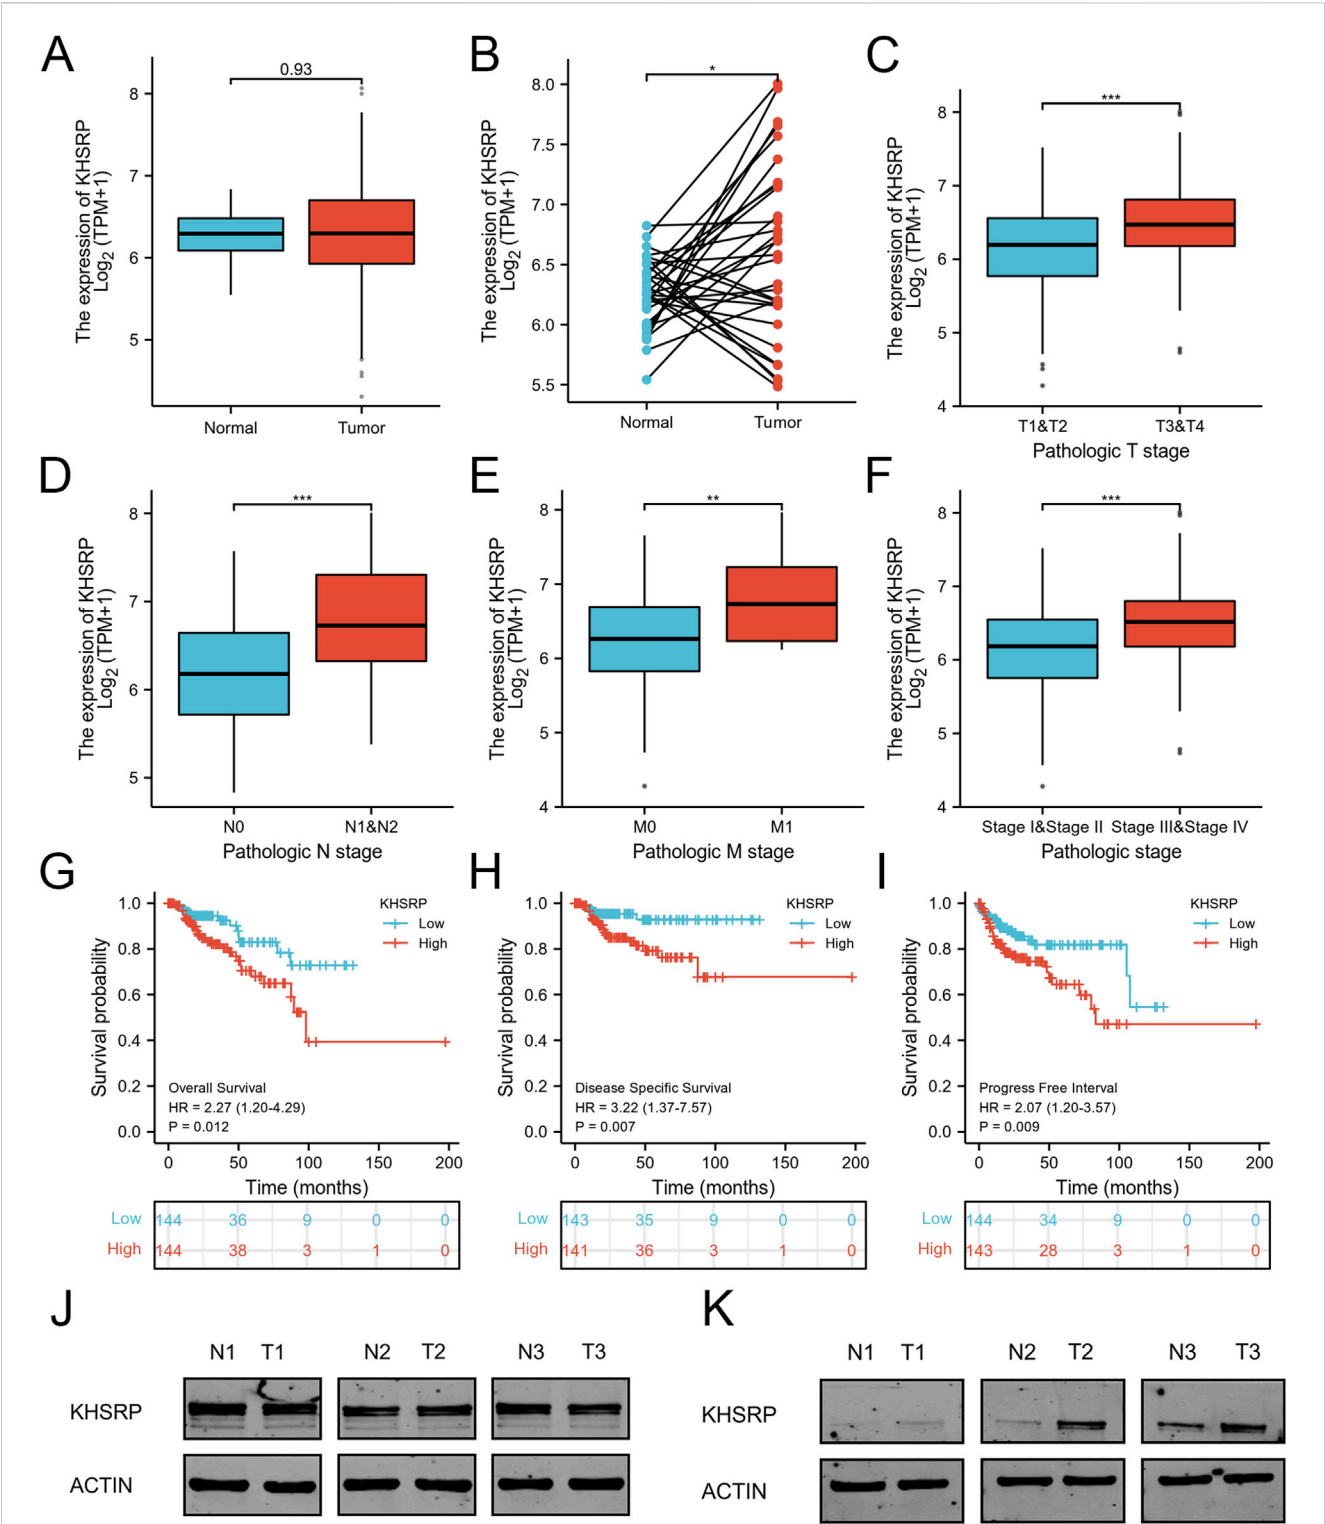 A
0.93
The expression of KHSRP
Log2 (TPM+1)
8
7
6
5
Normal
Tumor
B
*
The expression of KHSRP
Log2 (TPM+1)
8.0
7.5
7.0
6.5
6.0
5.5
Normal
Tumor
C
***
The expression of KHSRP
Log2 (TPM+1)
8
7
6
5
4
T1&T2
T3&T4
Pathologic T stage
D
***
The expression of KHSRP
Log2 (TPM+1)
8
7
6
5
N0
N1&N2
Pathologic N stage
E
**
The expression of KHSRP
Log2 (TPM+1)
8
7
6
5
4
M0
M1
Pathologic M stage
F
***
The expression of KHSRP
Log2 (TPM+1)
8
7
6
5
4
Stage I&Stage II
Stage III&Stage IV
Pathologic stage
G
Survival probability
1.0
0.8
0.6
0.4
0.2
0.0
KHSRP
Low
High
Overall Survival
HR = 2.27 (1.20-4.29)
P = 0.012
0 50 100 150 200
Time (months)
Low 144 36 9 0 0
High 144 38 3 1 0
H
Survival probability
1.0
0.8
0.6
0.4
0.2
0.0
KHSRP
Low
High
Disease Specific Survival
HR = 3.22 (1.37-7.57)
P = 0.007
0 50 100 150 200
Time (months)
Low 143 35 9 0 0
High 141 36 3 1 0
I
Survival probability
1.0
0.8
0.6
0.4
0.2
0.0
KHSRP
Low
High
Progress Free Interval
HR = 2.07 (1.20-3.57)
P = 0.009
0 50 100 150 200
Time (months)
Low 144 34 9 0 0
High 143 28 3 1 0
J
N1 T1 N2 T2 N3 T3
KHSRP
ACTIN
K
N1 T1 N2 T2 N3 T3
KHSRP
ACTIN